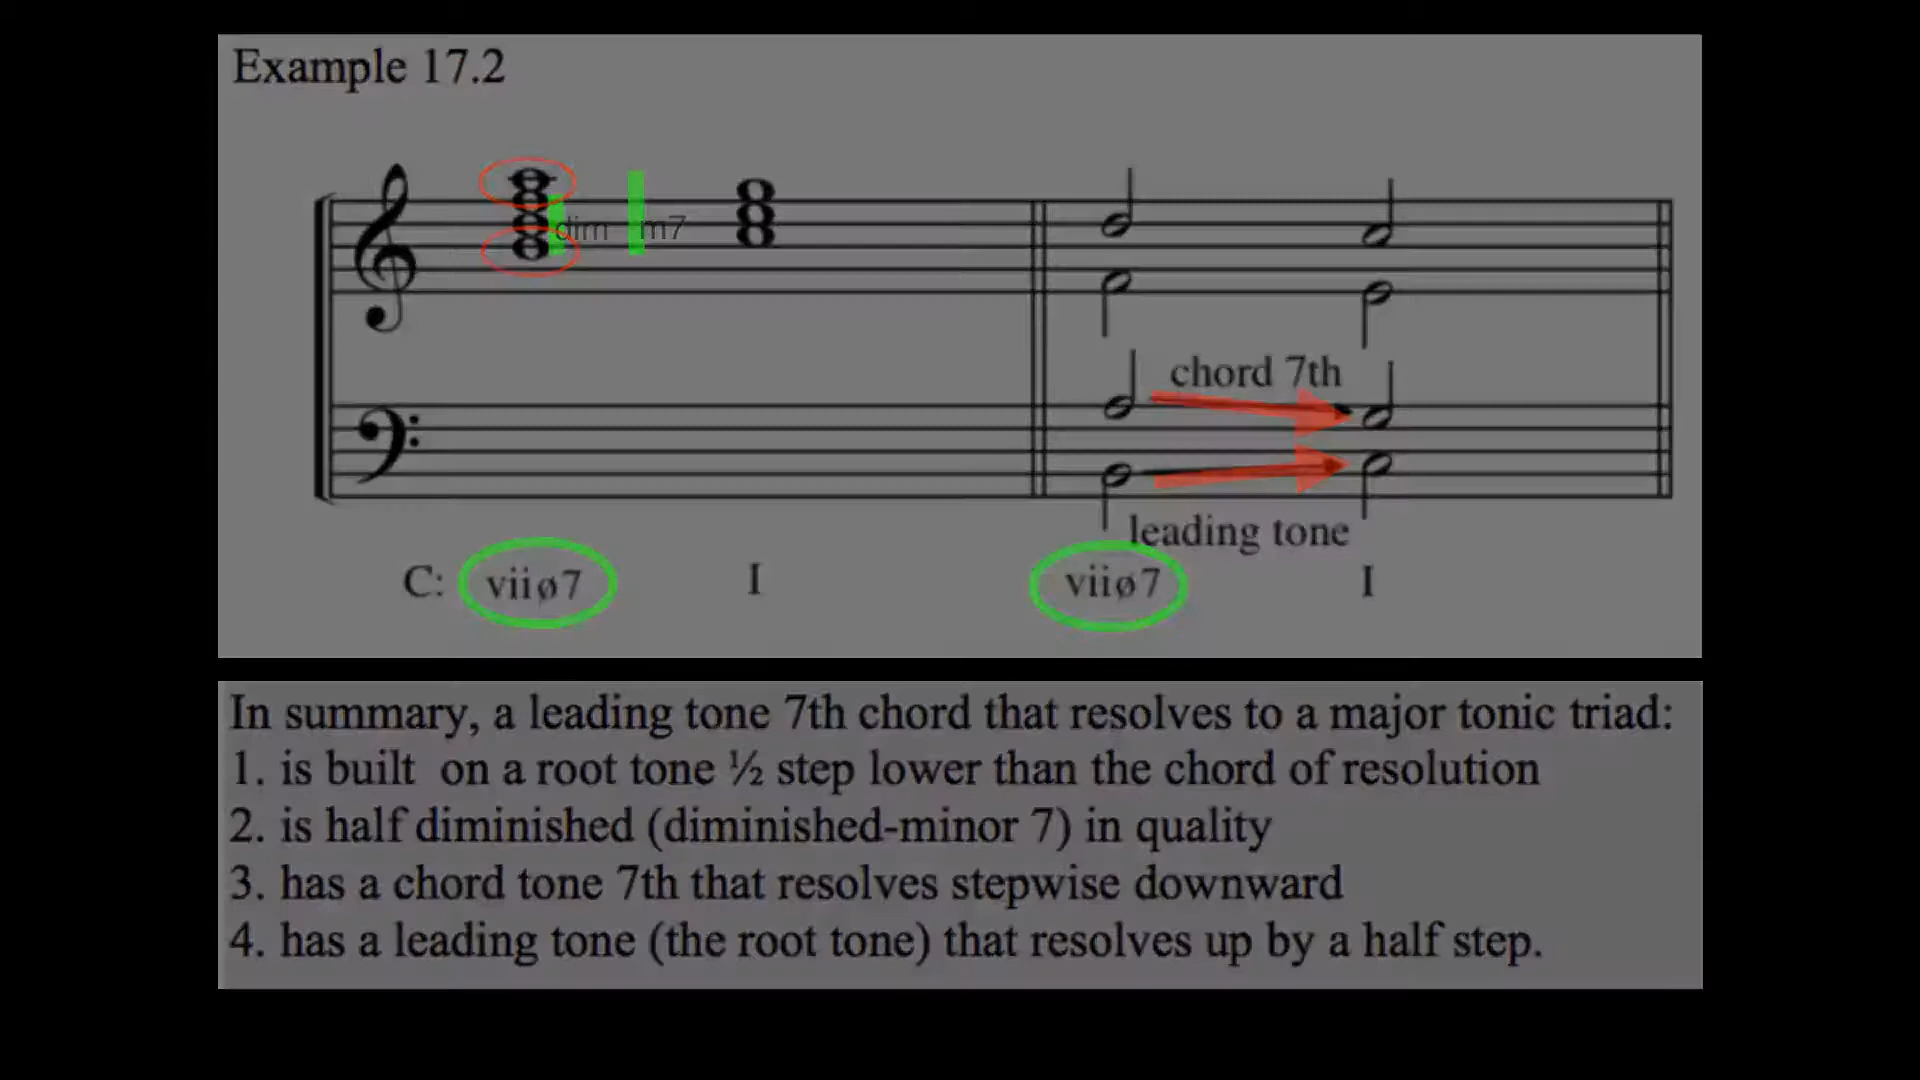 Example 17.2
dim m7
chord 7th
leading tone
C: viiø7 I viiø7 I
In summary, a leading tone 7th chord that resolves to a major tonic triad:
1. is built on a root tone ½ step lower than the chord of resolution
2. is half diminished (diminished-minor 7) in quality
3. has a chord tone 7th that resolves stepwise downward
4. has a leading tone (the root tone) that resolves up by a half step.